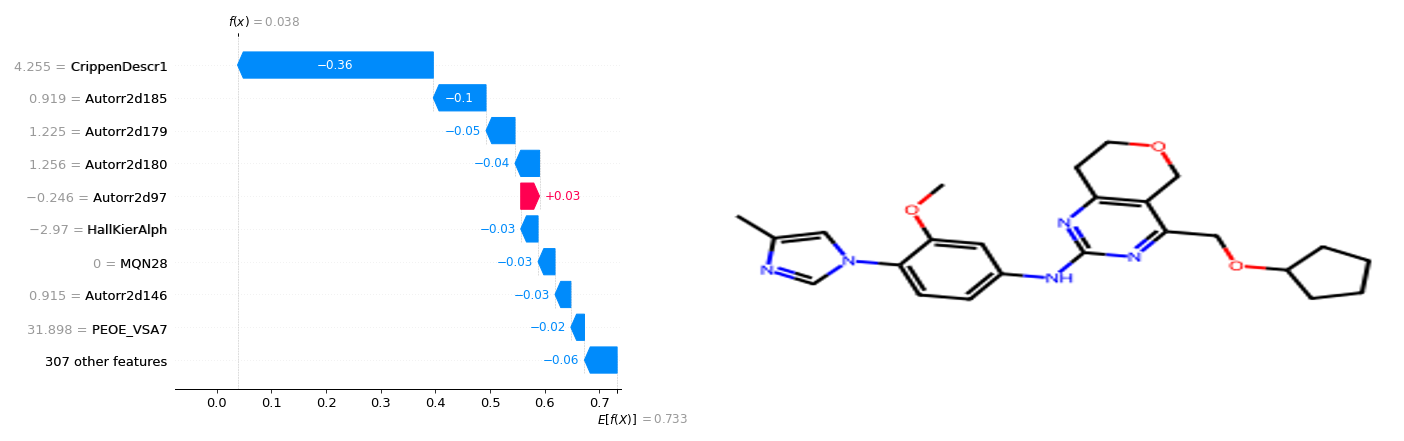 f(x) = 0.038
4.255 = CrippenDescr1
−0.36
0.919 = Autorr2d185
−0.1
1.225 = Autorr2d179
−0.05
1.256 = Autorr2d180
−0.04
−0.246 = Autorr2d97
+0.03
−2.97 = HallKierAlph
−0.03
0 = MQN28
−0.03
0.915 = Autorr2d146
−0.03
31.898 = PEOE_VSA7
−0.02
307 other features
−0.06
0.0 0.1 0.2 0.3 0.4 0.5 0.6 0.7
E[f(X)] = 0.733
O
O
N
N
N
NH
N
O